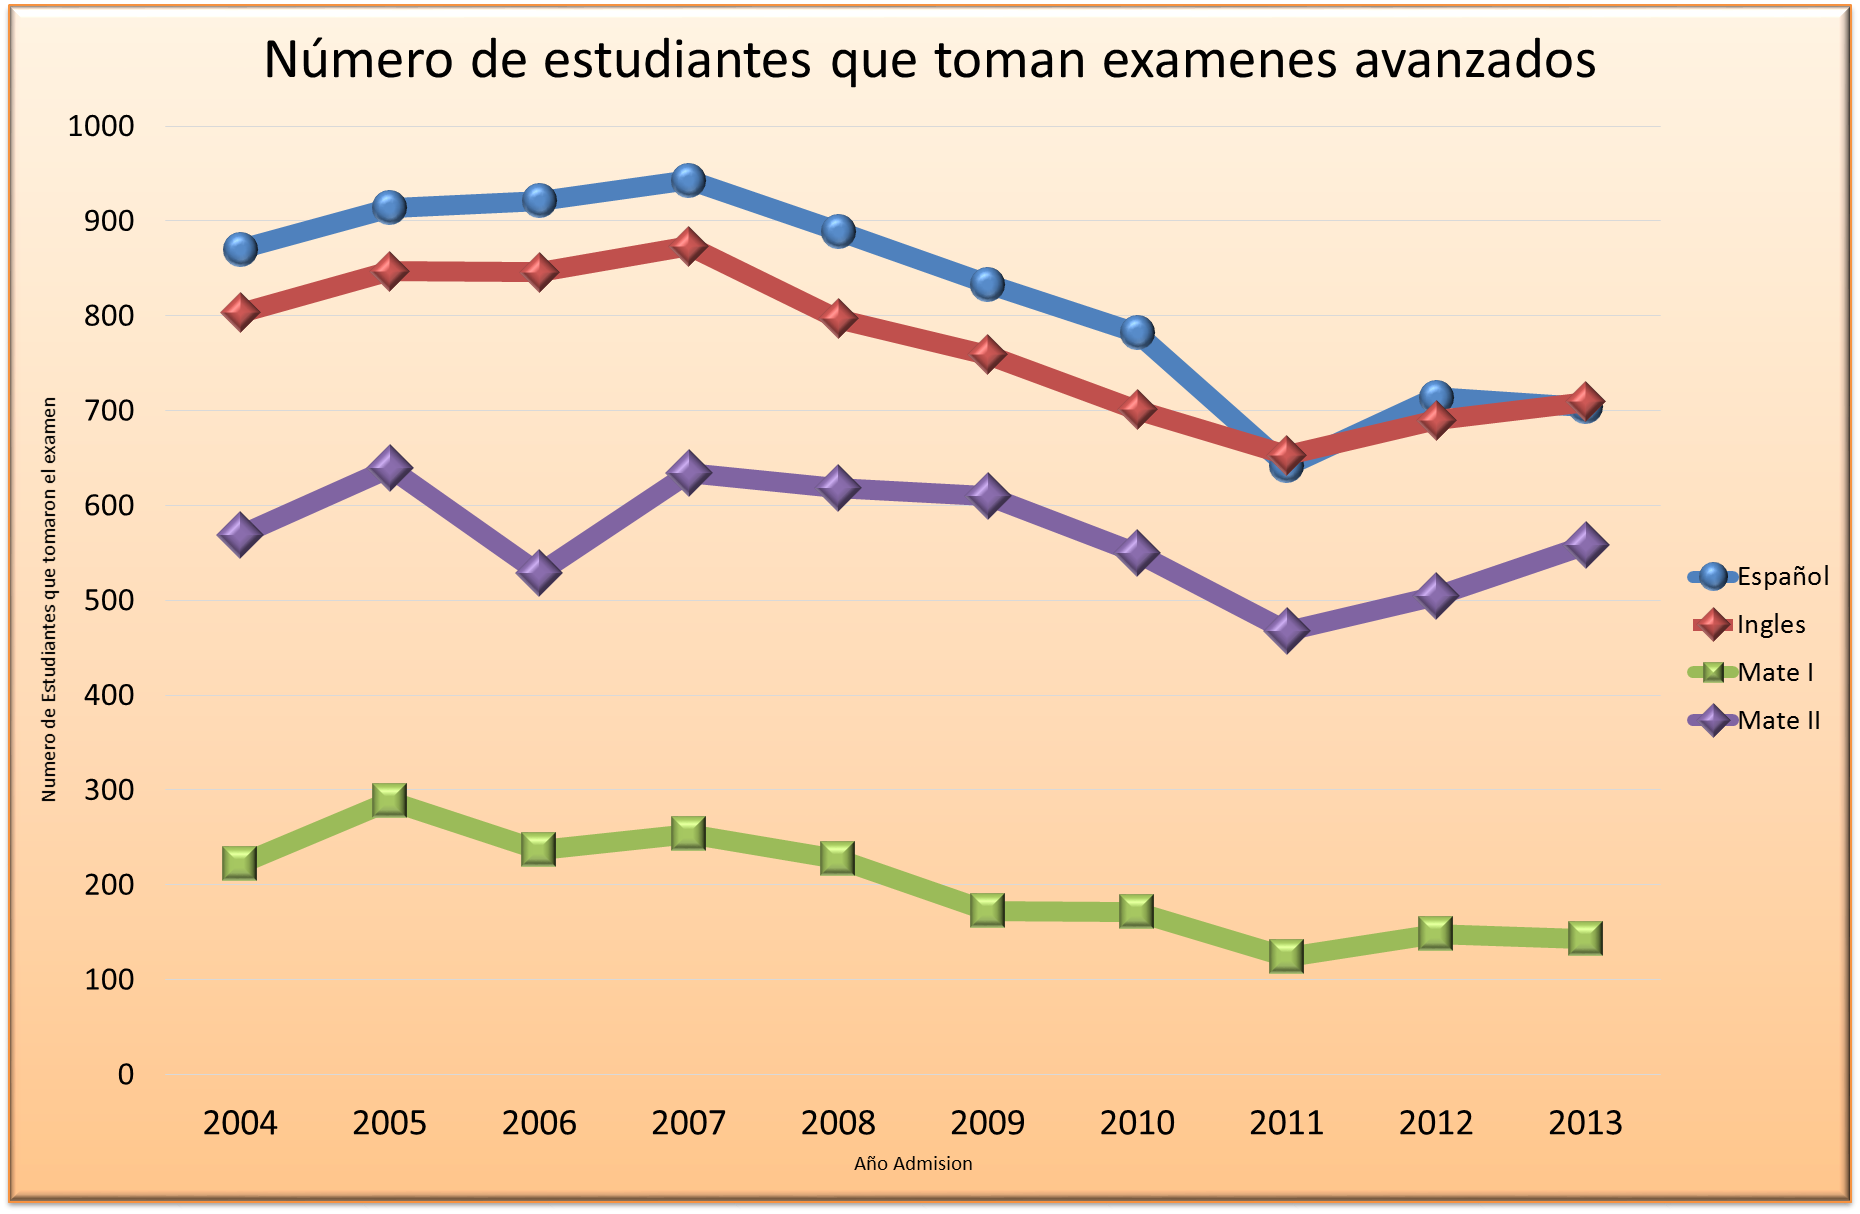 Número de estudiantes que toman examenes avanzados
Numero de Estudiantes que tomaron el examen
1000
900
800
700
600
500
400
300
200
100
0
2004 2005 2006 2007 2008 2009 2010 2011 2012 2013
Año Admision
Español
Ingles
Mate I
Mate II